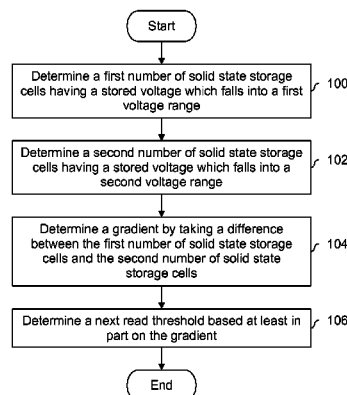 Start
Determine a first number of solid state storage
cells having a stored voltage which falls into a first
voltage range
100
Determine a second number of solid state storage
cells having a stored voltage which falls into a
second voltage range
102
Determine a gradient by taking a difference
between the first number of solid state storage
cells and the second number of solid state
storage cells
104
Determine a next read threshold based at least in
part on the gradient
106
End